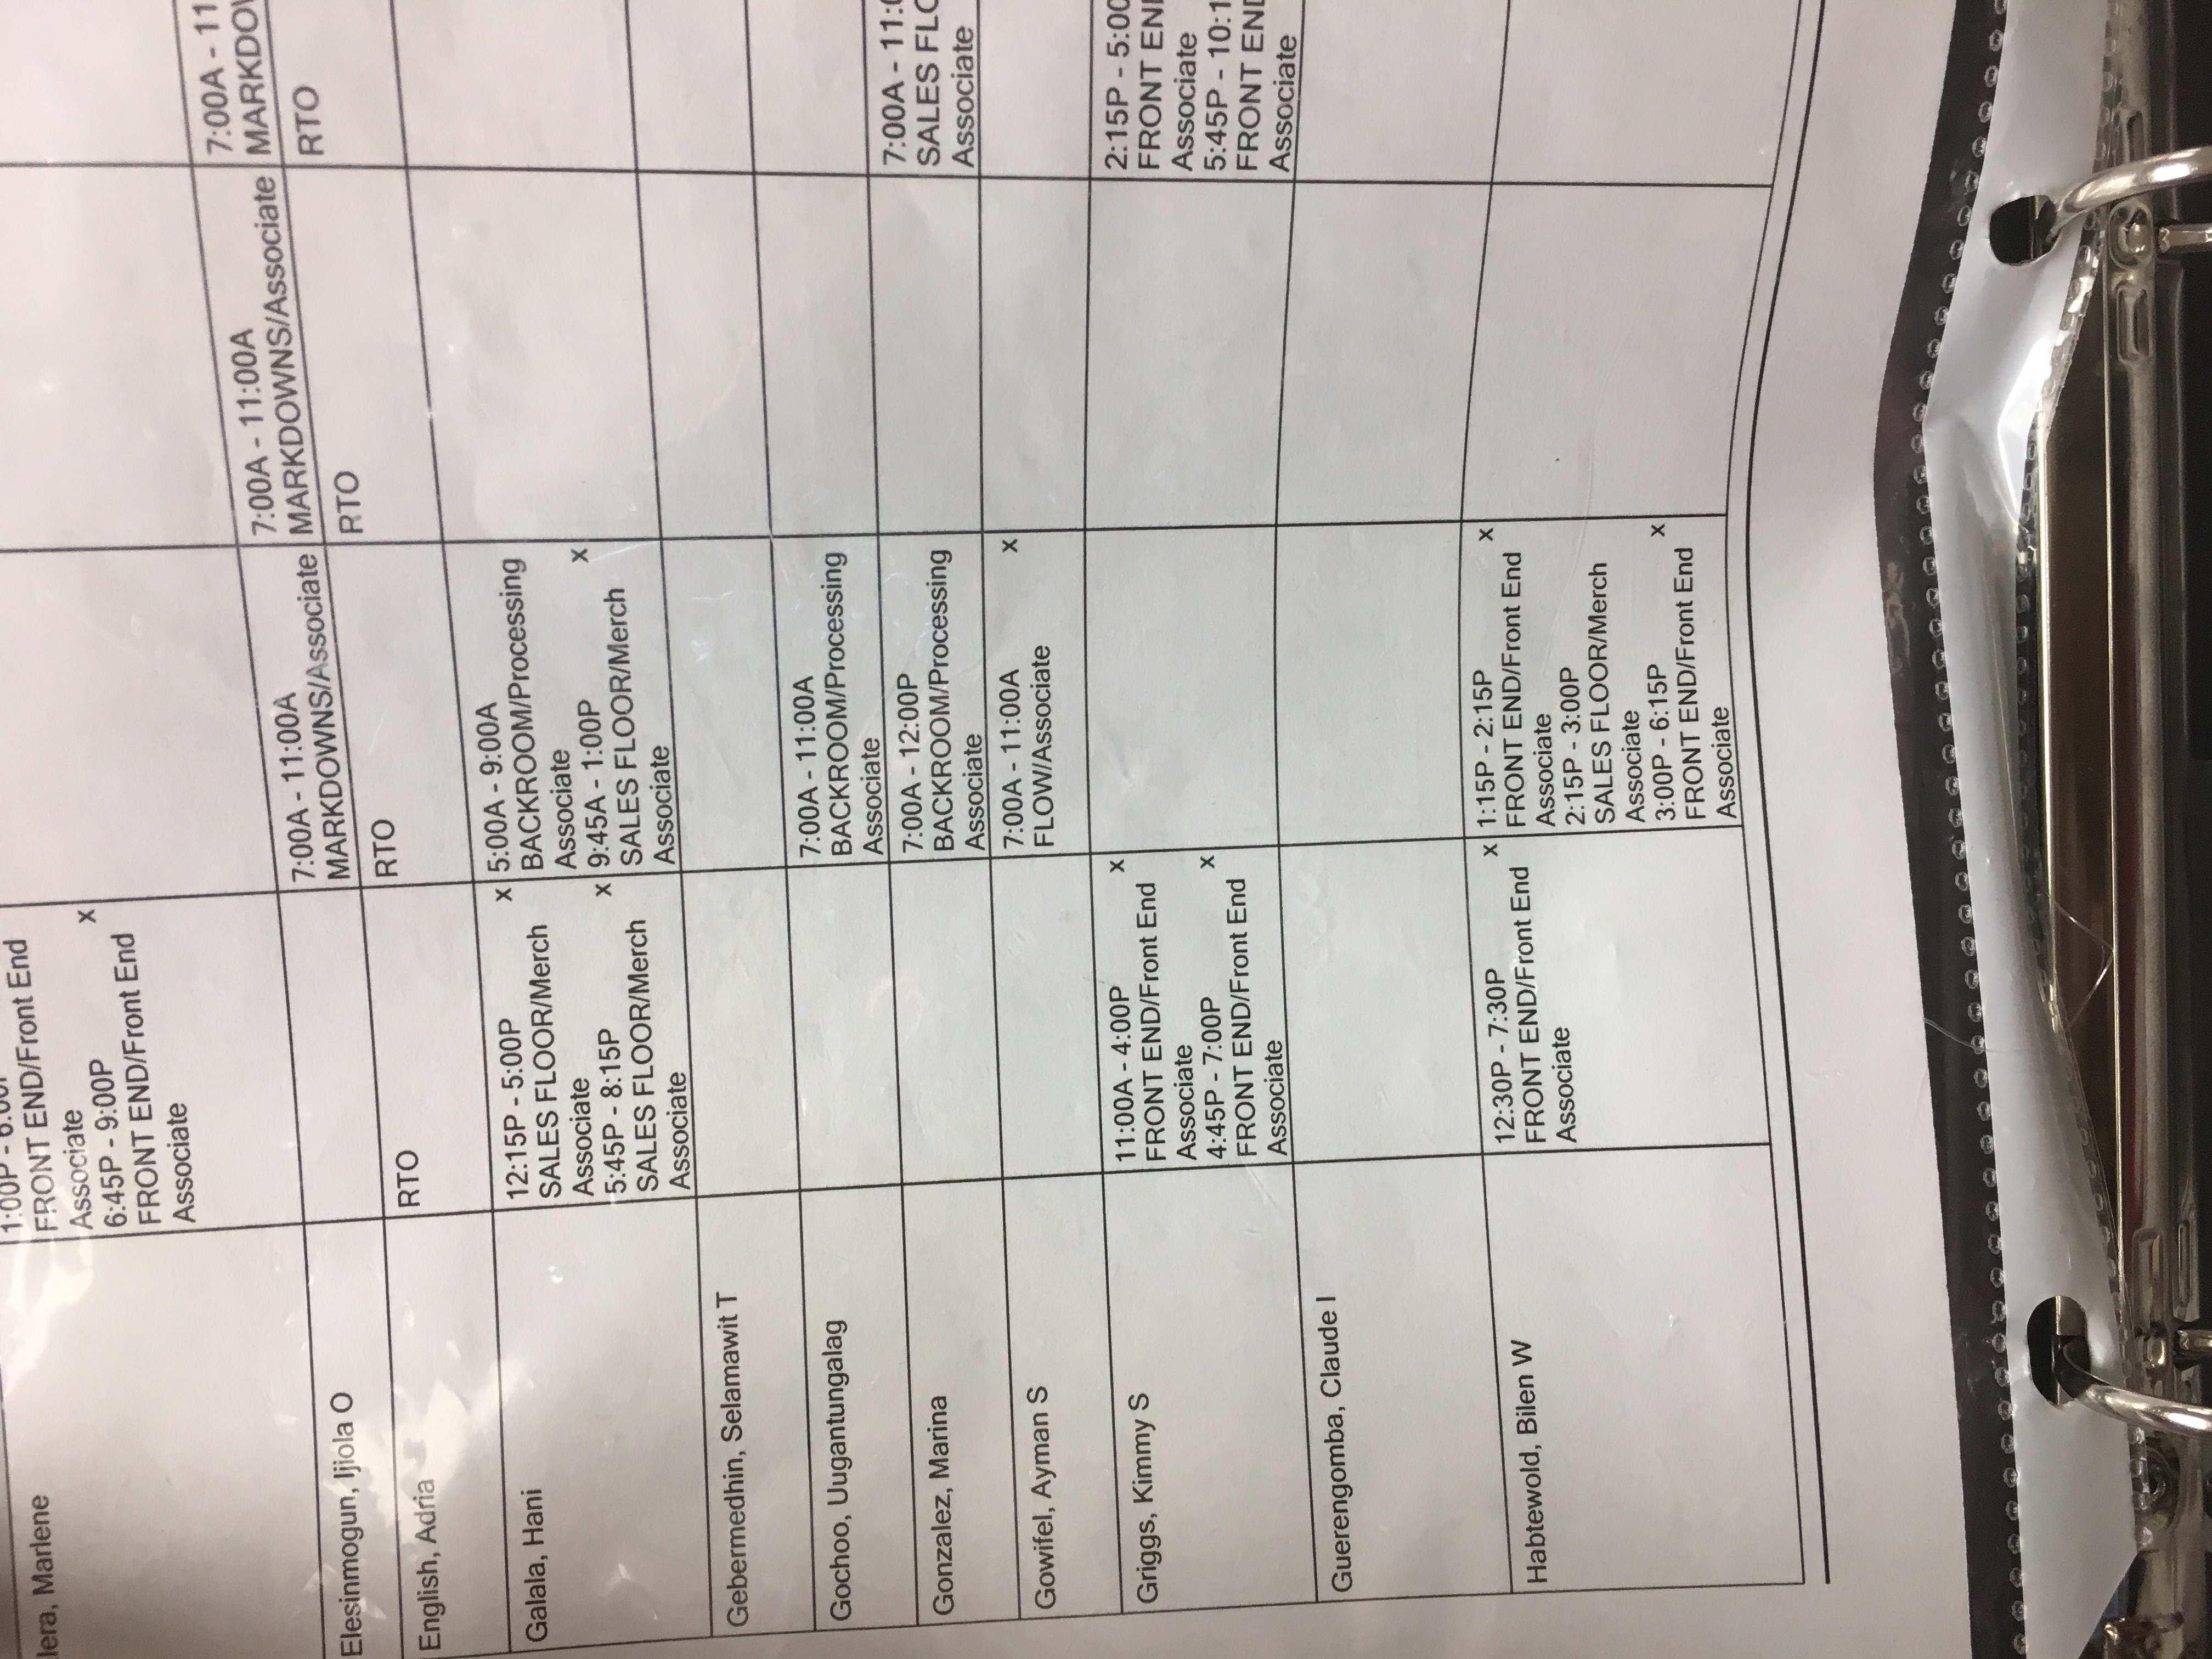 lera, Marlene
1:00P - 6:00P
FRONT END/Front End
Associate
6:45P - 9:00P x
FRONT END/Front End
Associate
Elesinmogun, Ijiola O
7:00A - 11:00A
MARKDOWNS/Associate
7:00A - 11:00A
MARKDOWNS/Associate
7:00A - 11
MARKDOW
English, Adria
RTO
RTO
RTO
RTO
Galala, Hani
12:15P - 5:00P x
SALES FLOOR/Merch
Associate
5:45P - 8:15P x
SALES FLOOR/Merch
Associate
5:00A - 9:00A
BACKROOM/Processing
Associate
9:45A - 1:00P x
SALES FLOOR/Merch
Associate
Gebermedhin, Selamawit T
Gochoo, Uugantungalag
7:00A - 11:00A
BACKROOM/Processing
Associate
Gonzalez, Marina
7:00A - 12:00P
BACKROOM/Processing
Associate
7:00A - 11:0
SALES FLO
Associate
Gowifel, Ayman S
7:00A - 11:00A x
FLOW/Associate
Griggs, Kimmy S
11:00A - 4:00P x
FRONT END/Front End
Associate
4:45P - 7:00P x
FRONT END/Front End
Associate
2:15P - 5:00
FRONT END
Associate
5:45P - 10:1
FRONT END
Associate
Guerengomba, Claude I
Habtewold, Bilen W
12:30P - 7:30P x
FRONT END/Front End
Associate
1:15P - 2:15P x
FRONT END/Front End
Associate
2:15P - 3:00P
SALES FLOOR/Merch
Associate
3:00P - 6:15P x
FRONT END/Front End
Associate